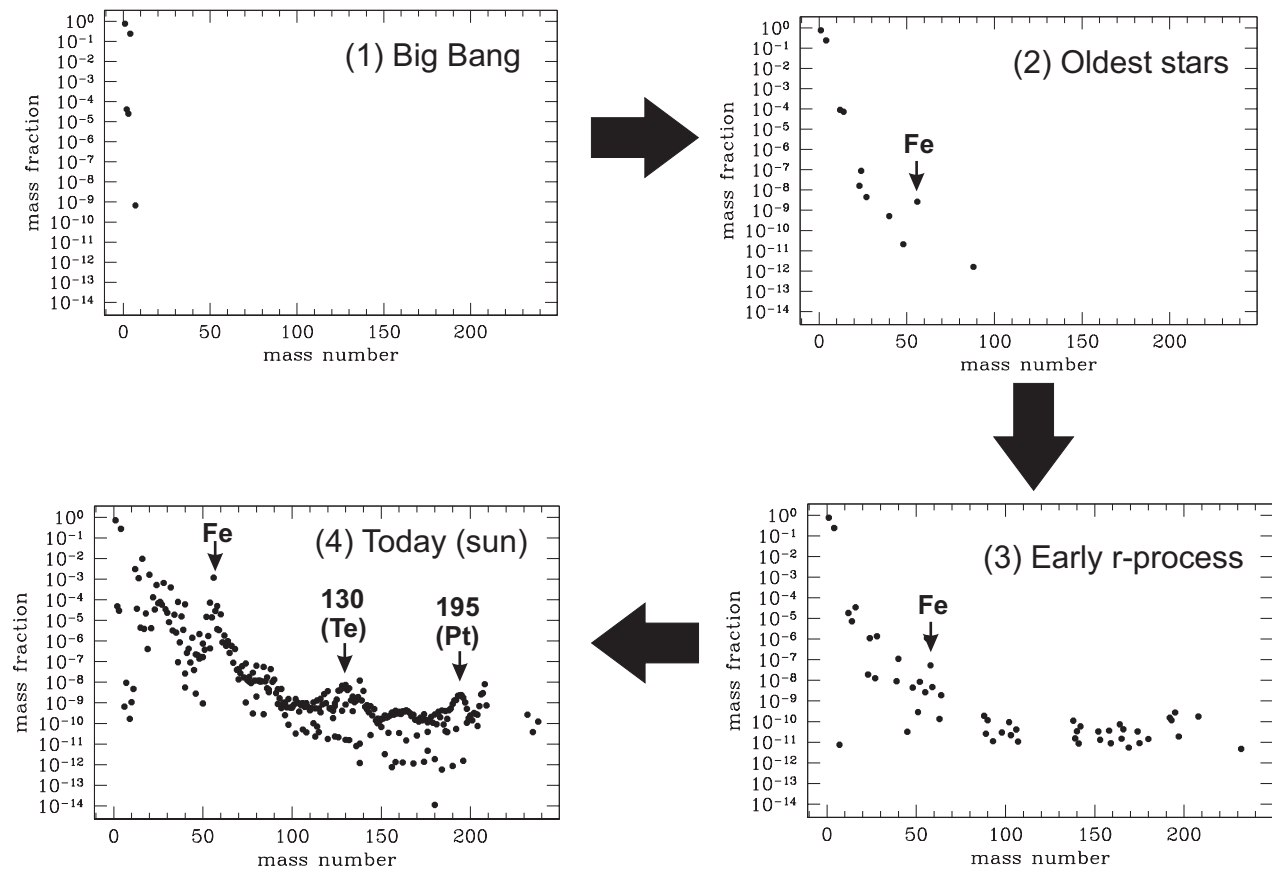 (1) Big Bang
mass fraction
10⁰
10⁻¹
10⁻²
10⁻³
10⁻⁴
10⁻⁵
10⁻⁶
10⁻⁷
10⁻⁸
10⁻⁹
10⁻¹⁰
10⁻¹¹
10⁻¹²
10⁻¹³
10⁻¹⁴
0 50 100 150 200
mass number
(2) Oldest stars
Fe
mass fraction
10⁰
10⁻¹
10⁻²
10⁻³
10⁻⁴
10⁻⁵
10⁻⁶
10⁻⁷
10⁻⁸
10⁻⁹
10⁻¹⁰
10⁻¹¹
10⁻¹²
10⁻¹³
10⁻¹⁴
0 50 100 150 200
mass number
(3) Early r-process
Fe
mass fraction
10⁰
10⁻¹
10⁻²
10⁻³
10⁻⁴
10⁻⁵
10⁻⁶
10⁻⁷
10⁻⁸
10⁻⁹
10⁻¹⁰
10⁻¹¹
10⁻¹²
10⁻¹³
10⁻¹⁴
0 50 100 150 200
mass number
(4) Today (sun)
Fe
130
(Te)
195
(Pt)
mass fraction
10⁰
10⁻¹
10⁻²
10⁻³
10⁻⁴
10⁻⁵
10⁻⁶
10⁻⁷
10⁻⁸
10⁻⁹
10⁻¹⁰
10⁻¹¹
10⁻¹²
10⁻¹³
10⁻¹⁴
0 50 100 150 200
mass number